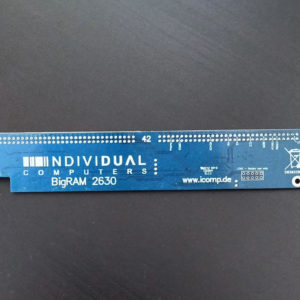 42
INDIVIDUAL
COMPUTERS
BigRAM 2630
www.icomp.de